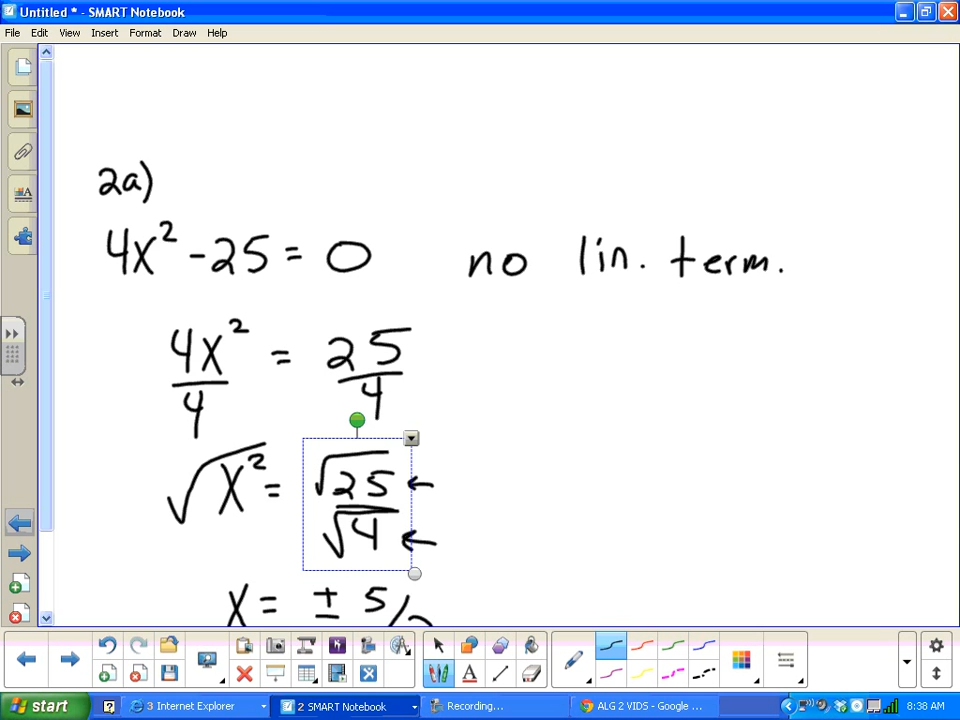 Untitled * - SMART Notebook
File Edit View Insert Format Draw Help
2a)
4x² - 25 = 0 no lin. term.
4x² = 25
4 4
√x² = √25 ←
√4 ←
x = ± 5/
start 3 Internet Explorer 2 SMART Notebook Recording... ALG 2 VIDS - Google ... 8:38 AM